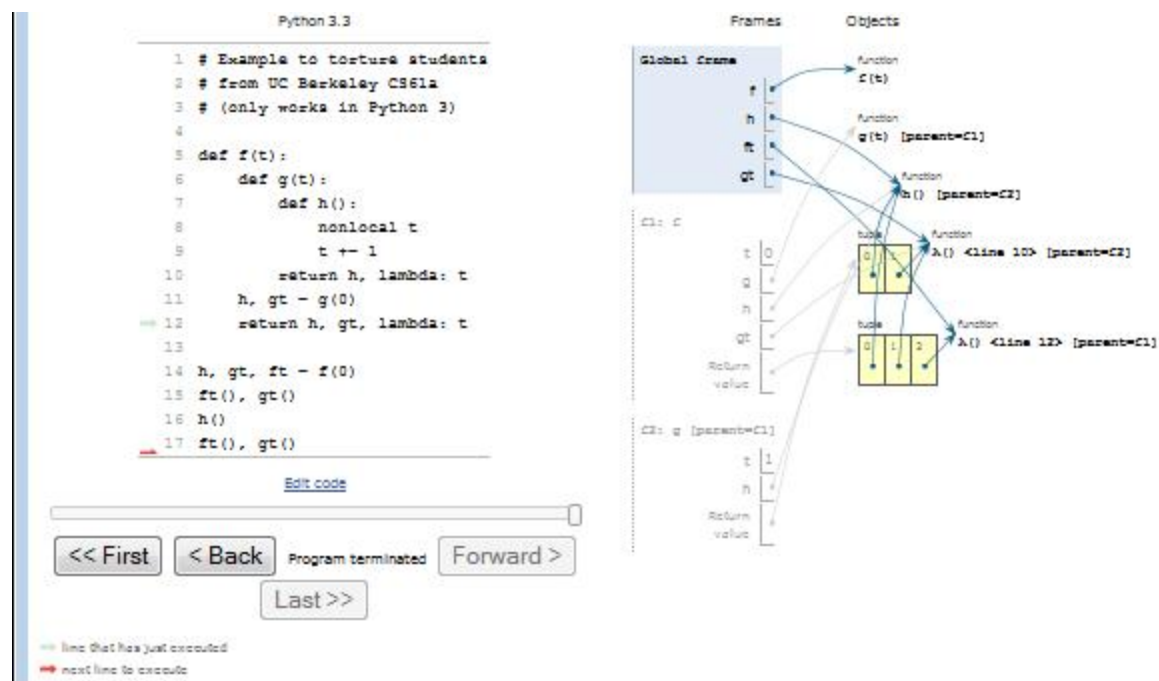 Python 3.3
1 # Example to torture students
2 # from UC Berkeley CS61a
3 # (only works in Python 3)
4
5 def f(t):
6 def g(t):
7 def h():
8 nonlocal t
9 t += 1
10 return h, lambda: t
11 h, gt = g(0)
12 return h, gt, lambda: t
13
14 h, gt, ft = f(0)
15 ft(), gt()
16 h()
17 ft(), gt()
Edit code
<< First
< Back
Program terminated
Forward >
Last >>
line that has just executed
next line to execute
Frames
Objects
Global frame
f
h
ft
gt
function
f(t)
function
g(t) [parent=f1]
function
h() [parent=f2]
function
λ() <line 10> [parent=f2]
function
λ() <line 12> [parent=f1]
tuple
0 1
tuple
0 1 2
f1: f
t 0
g
h
gt
Return
value
f2: g [parent=f1]
t 1
h
Return
value